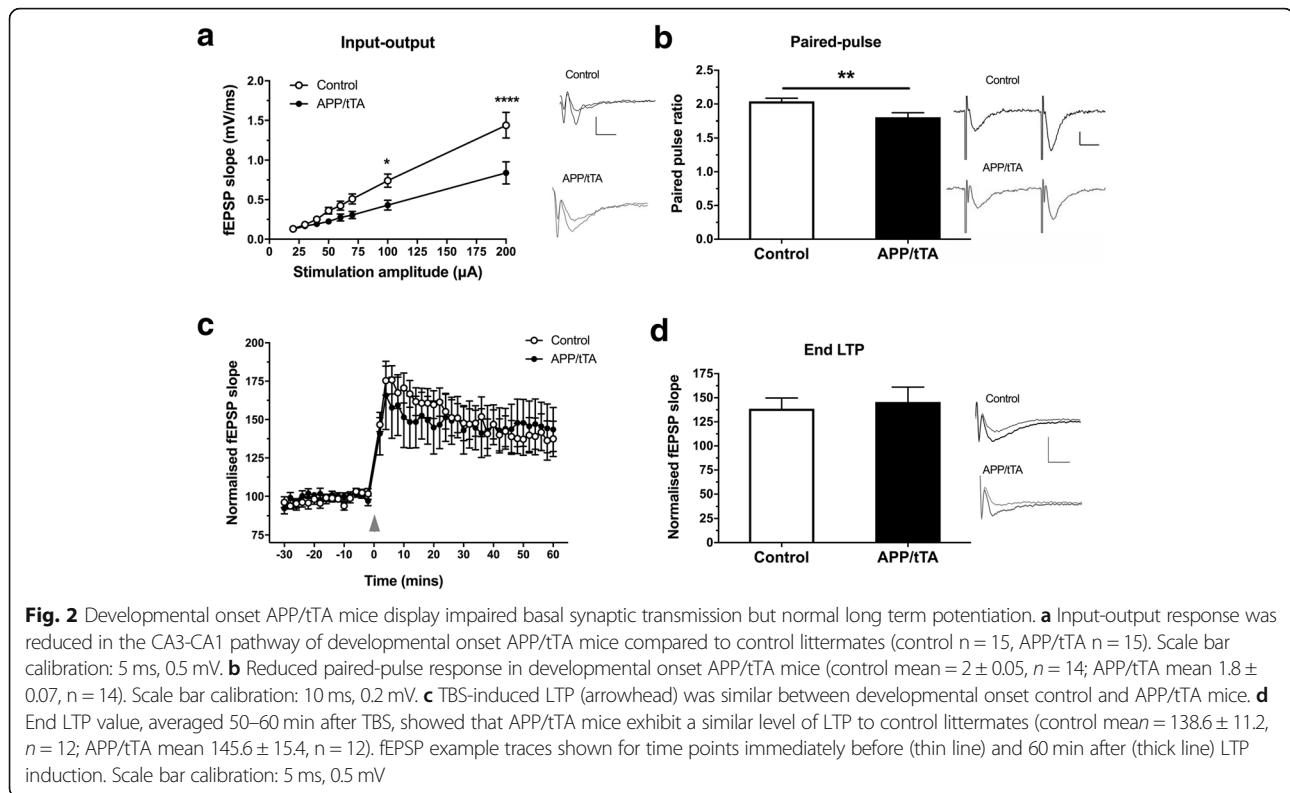 a
Input-output
Control
APP/tTA
fEPSP slope (mV/ms)
2.0
1.5
1.0
0.5
0.0
*
****
25 50 75 100 125 150 175 200
Stimulation amplitude (µA)
Control
APP/tTA
b
Paired-pulse
**
Paired pulse ratio
2.5
2.0
1.5
1.0
0.5
0.0
Control
APP/tTA
Control
APP/tTA
c
Control
APP/tTA
Normalised fEPSP slope
200
175
150
125
100
75
-30 -20 -10 0 10 20 30 40 50 60
Time (mins)
d
End LTP
Normalised fEPSP slope
175
150
125
100
75
50
25
0
Control
APP/tTA
Control
APP/tTA
Fig. 2 Developmental onset APP/tTA mice display impaired basal synaptic transmission but normal long term potentiation. a Input-output response was
reduced in the CA3-CA1 pathway of developmental onset APP/tTA mice compared to control littermates (control n = 15, APP/tTA n = 15). Scale bar
calibration: 5 ms, 0.5 mV. b Reduced paired-pulse response in developmental onset APP/tTA mice (control mean = 2 ± 0.05, n = 14; APP/tTA mean 1.8 ±
0.07, n = 14). Scale bar calibration: 10 ms, 0.2 mV. c TBS-induced LTP (arrowhead) was similar between developmental onset control and APP/tTA mice. d
End LTP value, averaged 50–60 min after TBS, showed that APP/tTA mice exhibit a similar level of LTP to control littermates (control mean = 138.6 ± 11.2,
n = 12; APP/tTA mean 145.6 ± 15.4, n = 12). fEPSP example traces shown for time points immediately before (thin line) and 60 min after (thick line) LTP
induction. Scale bar calibration: 5 ms, 0.5 mV